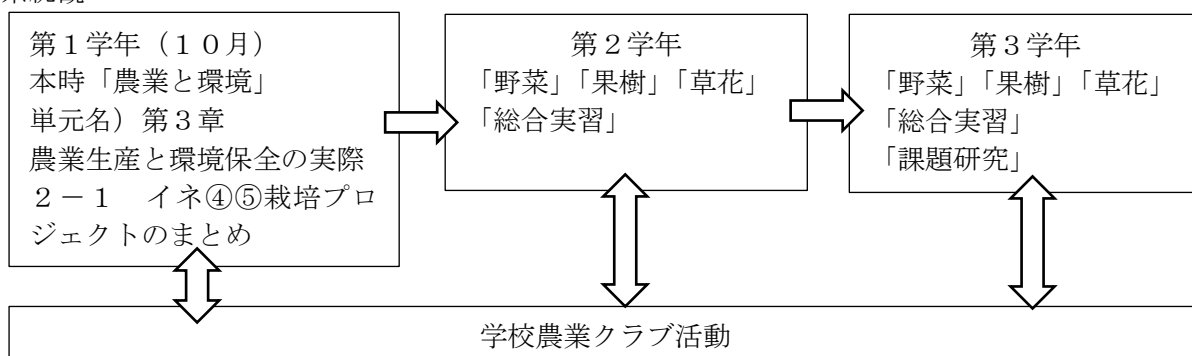 第１学年（１０月）
本時「農業と環境」
単元名）第３章
農業生産と環境保全の実際
２－１　イネ④⑤栽培プロ
ジェクトのまとめ
第２学年
「野菜」「果樹」「草花」
「総合実習」
第３学年
「野菜」「果樹」「草花」
「総合実習」
「課題研究」
学校農業クラブ活動